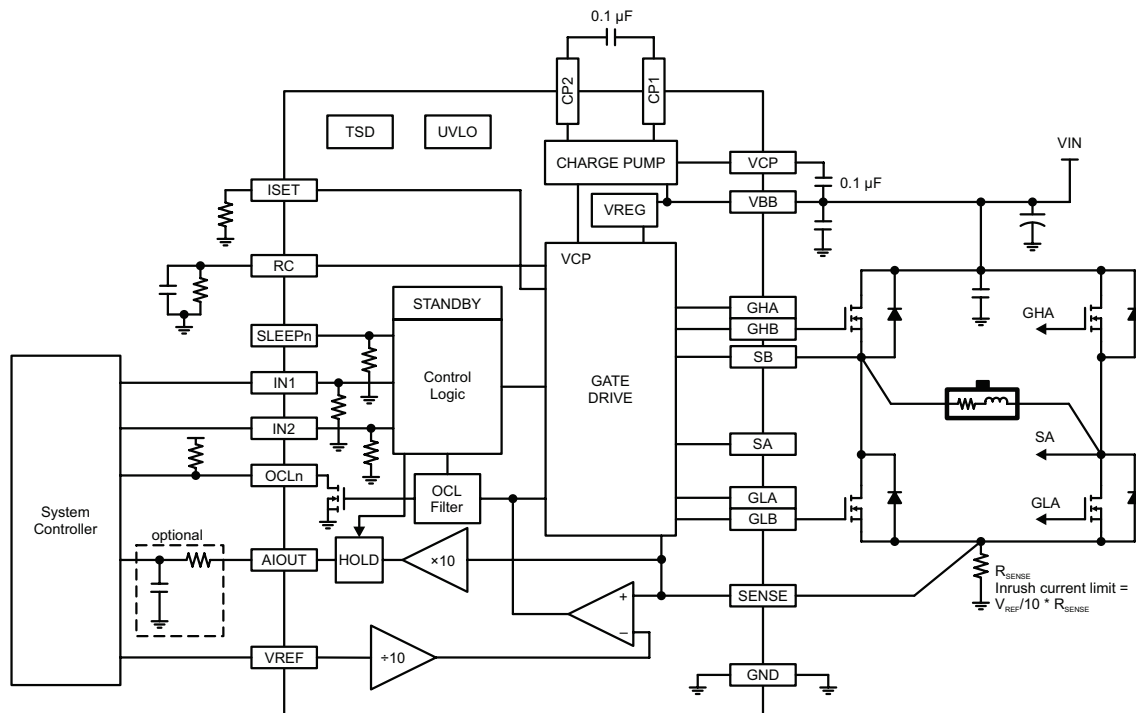 0.1 µF
CP2
CP1
TSD
UVLO
CHARGE PUMP
VCP
VIN
0.1 µF
ISET
VREG
VBB
VCP
RC
STANDBY
GHA
GHA
SLEEPn
GHB
SB
IN1
Control
Logic
GATE
DRIVE
IN2
SA
SA
OCLn
OCL
Filter
GLA
GLA
GLB
System
Controller
optional
AIOUT
HOLD
×10
SENSE
RSENSE
Inrush current limit =
VREF/10 * RSENSE
+
–
VREF
÷10
GND